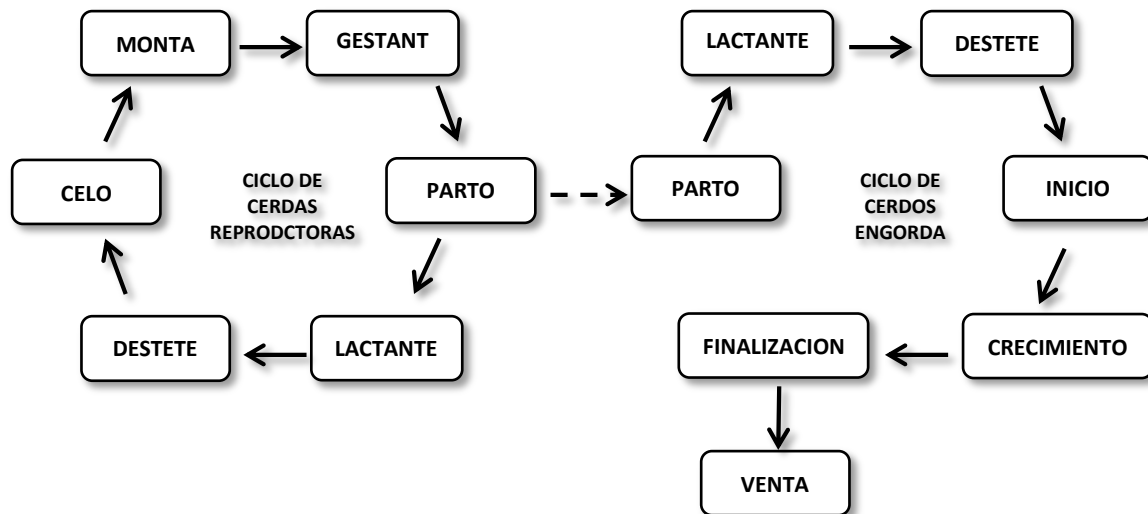 MONTA
GESTANT
CELO
CICLO DE
CERDAS
REPRODCTORAS
PARTO
DESTETE
LACTANTE
LACTANTE
DESTETE
PARTO
CICLO DE
CERDOS
ENGORDA
INICIO
FINALIZACION
CRECIMIENTO
VENTA